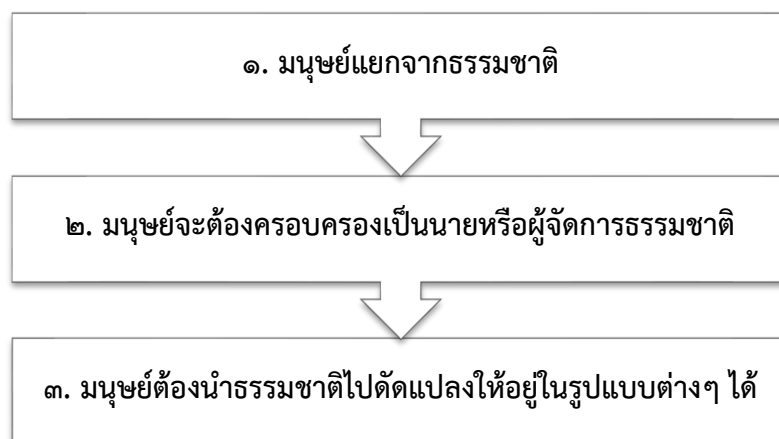 ๑. มนุษย์แยกจากธรรมชาติ
๒. มนุษย์จะต้องครอบครองเป็นนายหรือผู้จัดการธรรมชาติ
๓. มนุษย์ต้องนำธรรมชาติไปดัดแปลงให้อยู่ในรูปแบบต่างๆ ได้